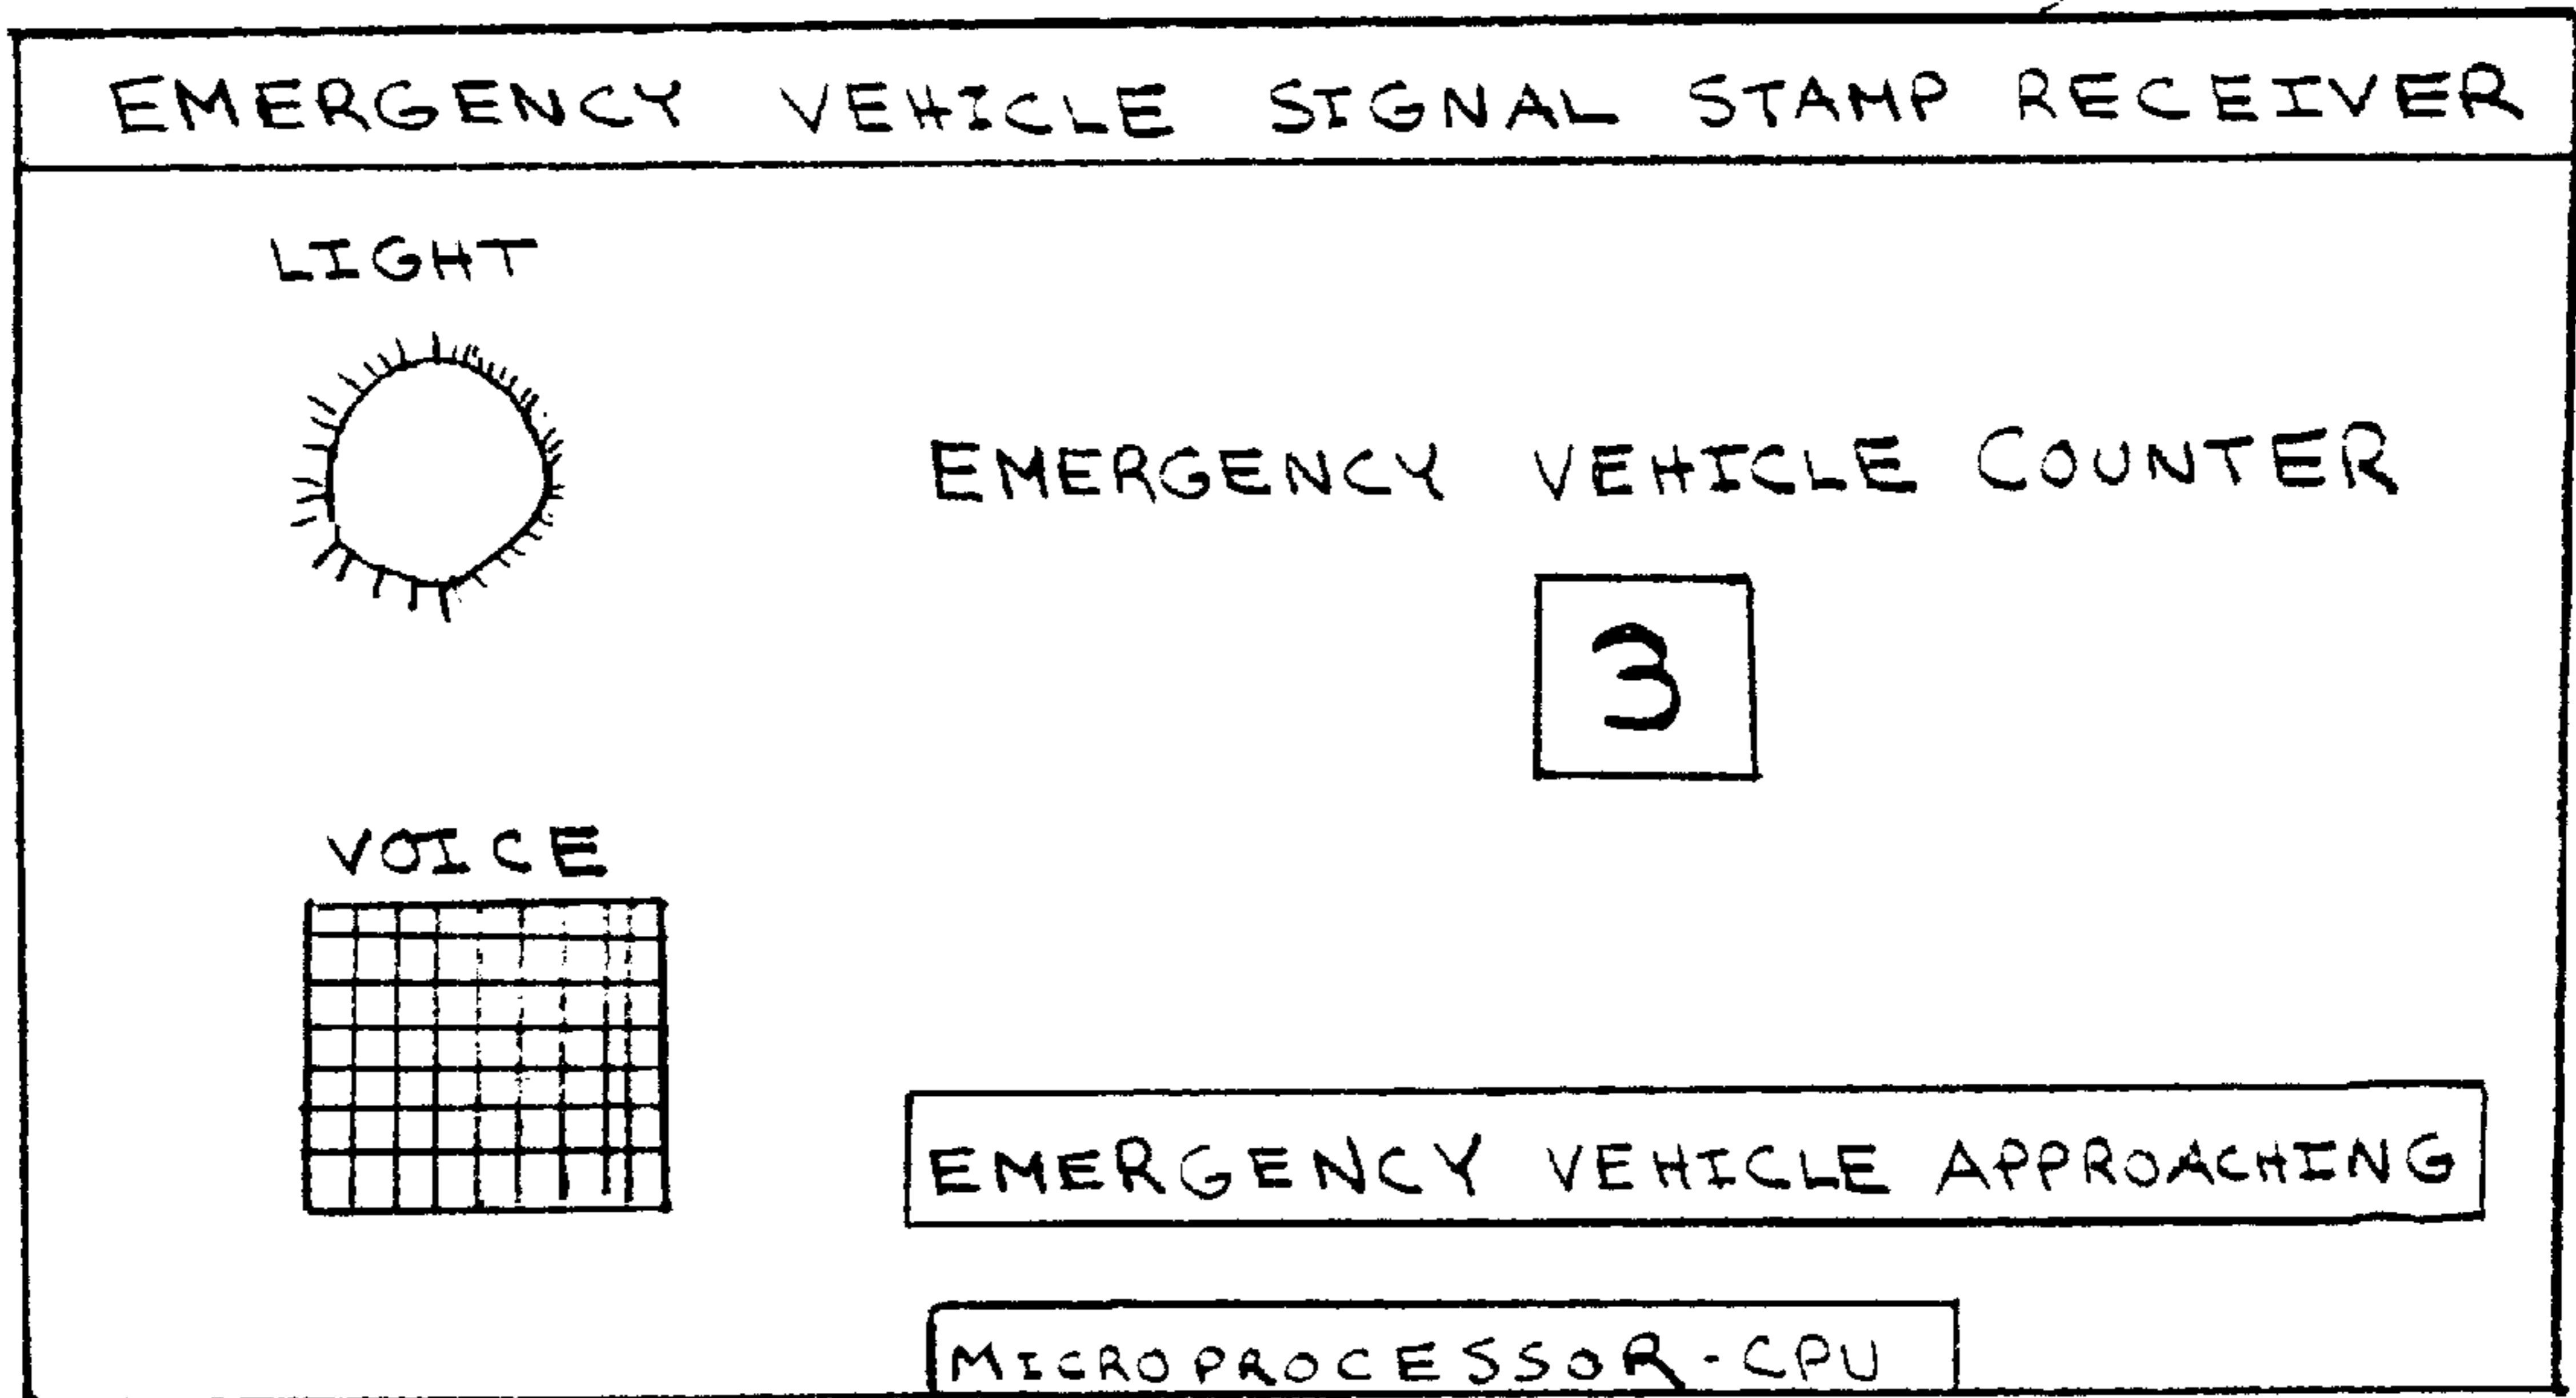 EMERGENCY VEHICLE SIGNAL STAMP RECEIVER
LIGHT
EMERGENCY VEHICLE COUNTER
3
VOICE
EMERGENCY VEHICLE APPROACHING
MICROPROCESSOR-CPU